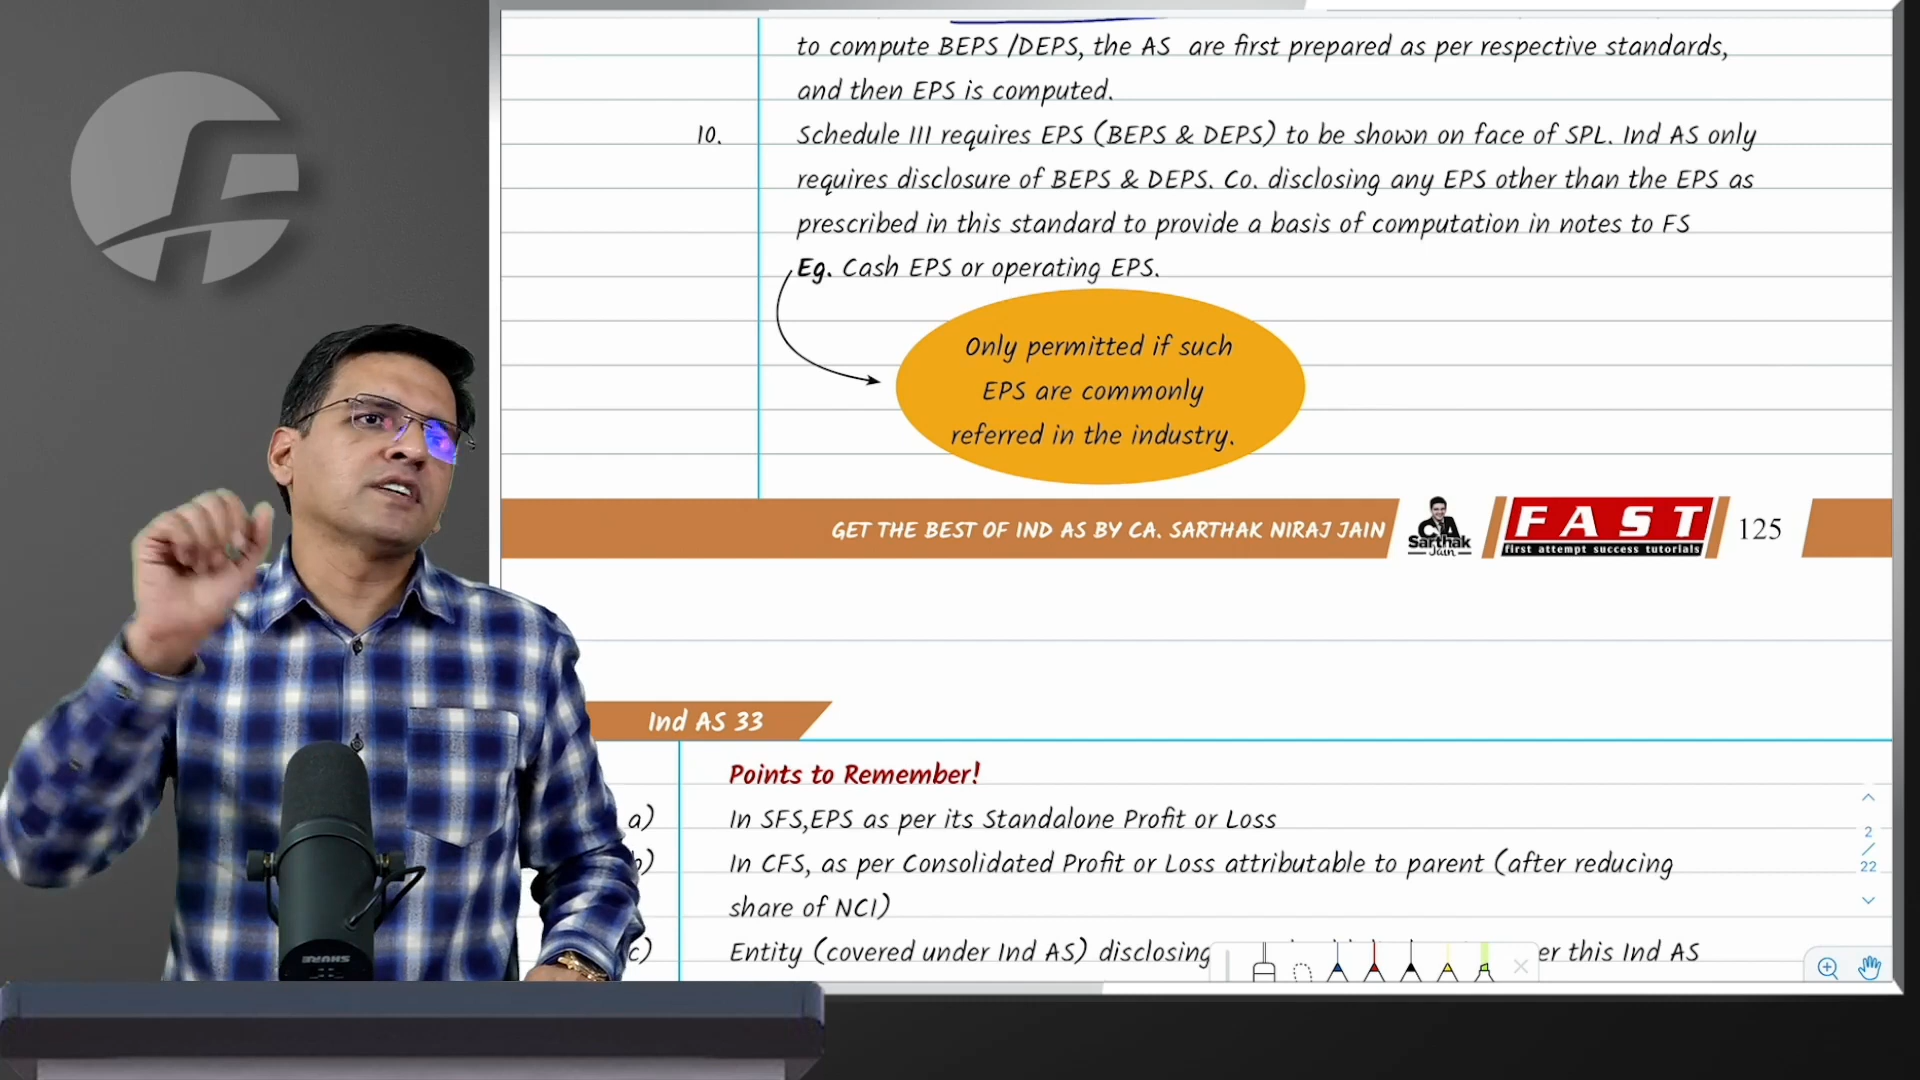 to compute BEPS /DEPS, the AS are first prepared as per respective standards,
and then EPS is computed.
10. Schedule III requires EPS (BEPS & DEPS) to be shown on face of SPL. Ind AS only
requires disclosure of BEPS & DEPS. Co. disclosing any EPS other than the EPS as
prescribed in this standard to provide a basis of computation in notes to FS
Eg. Cash EPS or operating EPS.
Only permitted if such
EPS are commonly
referred in the industry.
GET THE BEST OF IND AS BY CA. SARTHAK NIRAJ JAIN
CA
Sarthak
Jain
FAST
first attempt success tutorials
125
Ind AS 33
Points to Remember!
a) In SFS,EPS as per its Standalone Profit or Loss
b) In CFS, as per Consolidated Profit or Loss attributable to parent (after reducing
share of NCI)
c) Entity (covered under Ind AS) disclosing er this Ind AS
2
/
22
SHURE